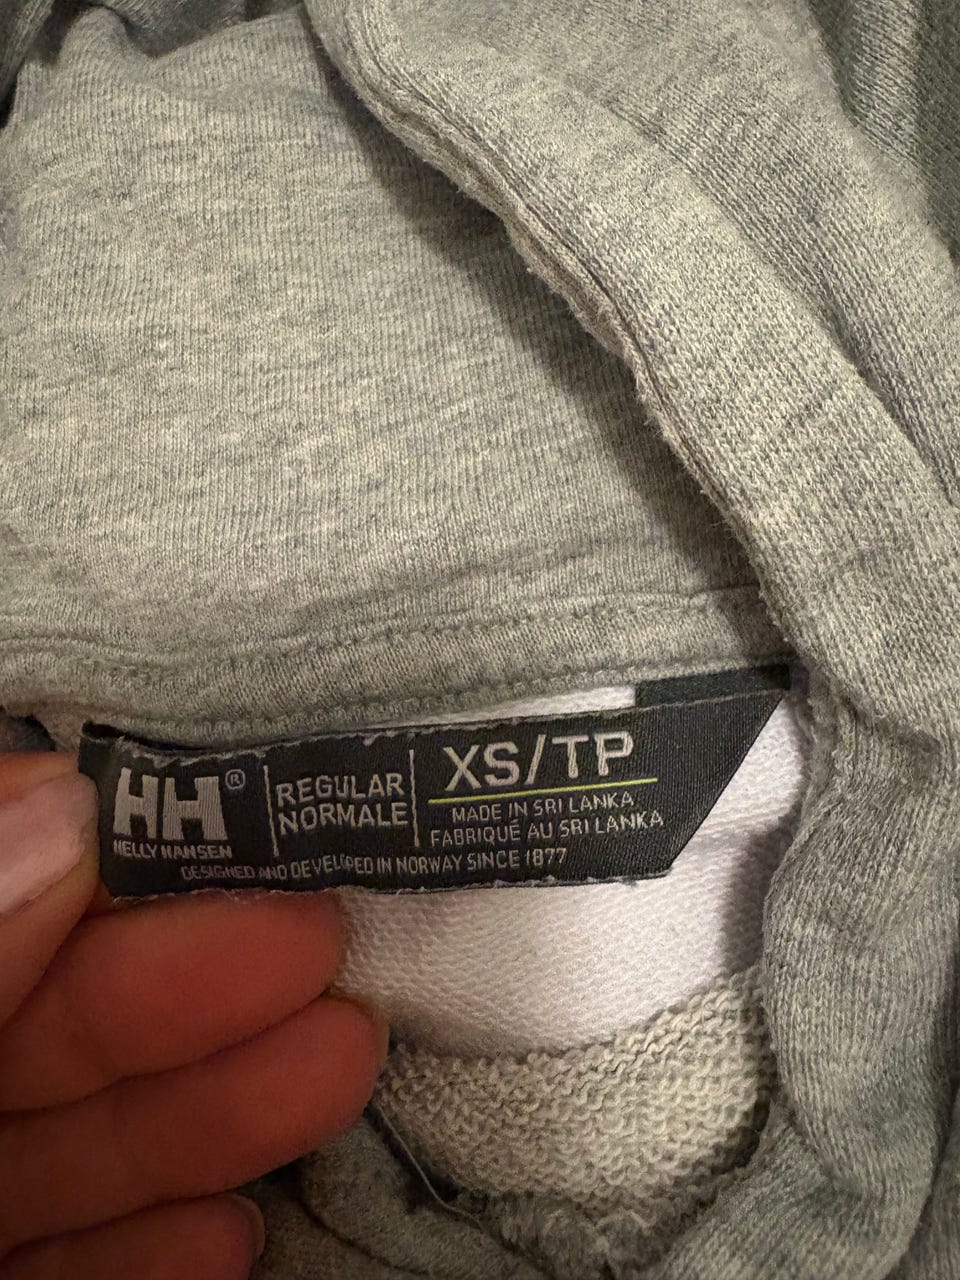 HH®
HELLY HANSEN
REGULAR
NORMALE
XS/TP
MADE IN SRI LANKA
FABRIQUÉ AU SRI LANKA
DESIGNED AND DEVELOPED IN NORWAY SINCE 1877